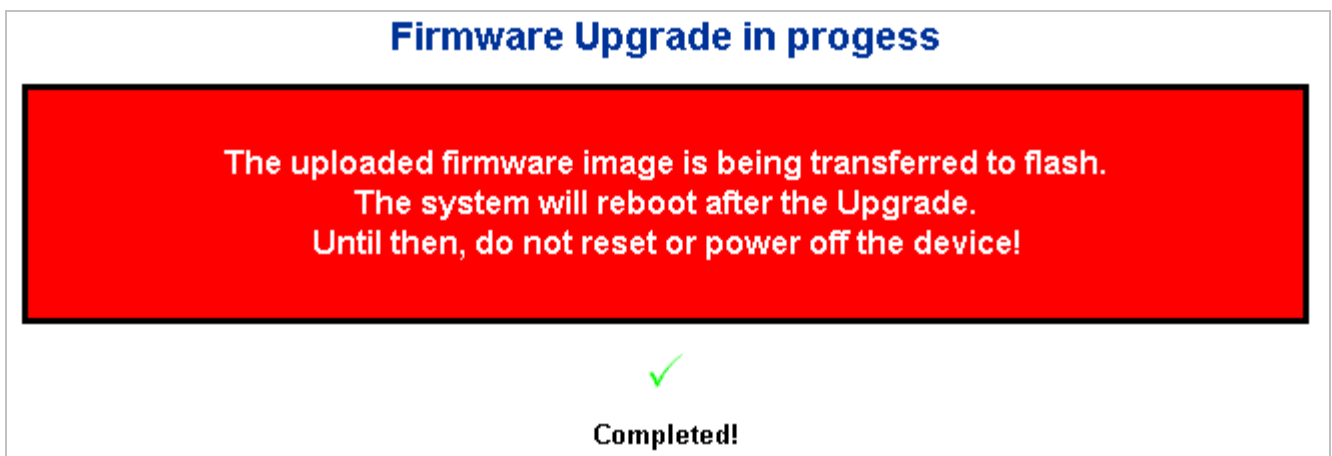 Firmware Upgrade in progess
The uploaded firmware image is being transferred to flash.
The system will reboot after the Upgrade.
Until then, do not reset or power off the device!
Completed!